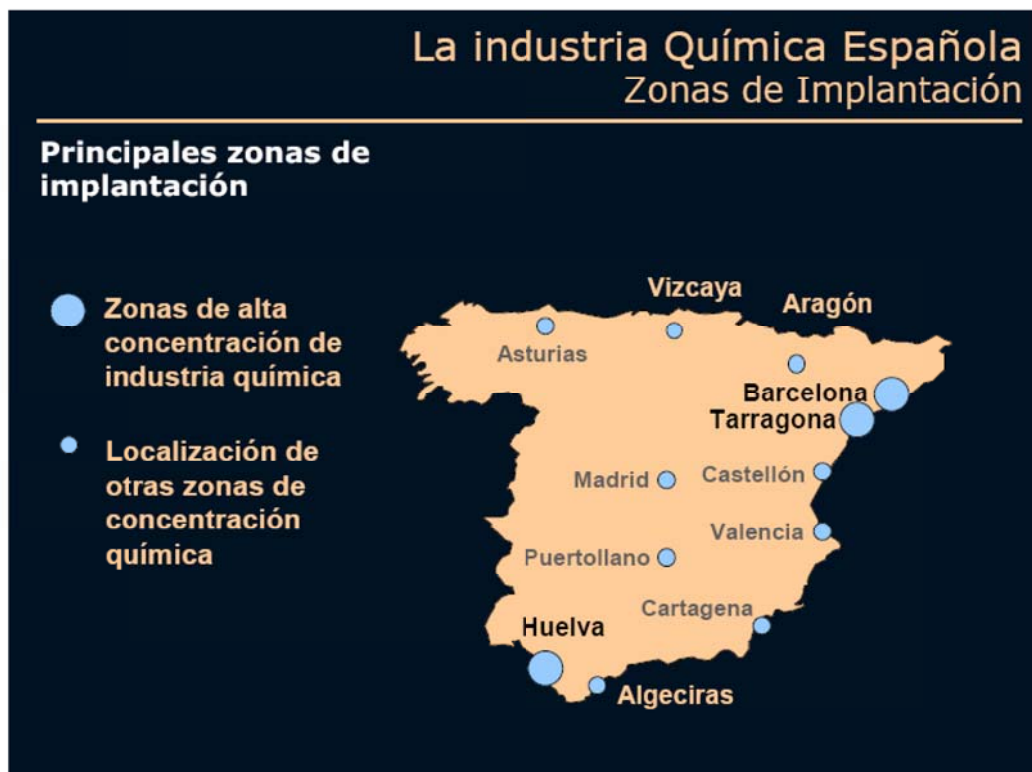 La industria Química Española
Zonas de Implantación
Principales zonas de
implantación
Zonas de alta
concentración de
industria química
Localización de
otras zonas de
concentración
química
Vizcaya
Aragón
Asturias
Barcelona
Tarragona
Madrid
Castellón
Valencia
Puertollano
Cartagena
Huelva
Algeciras